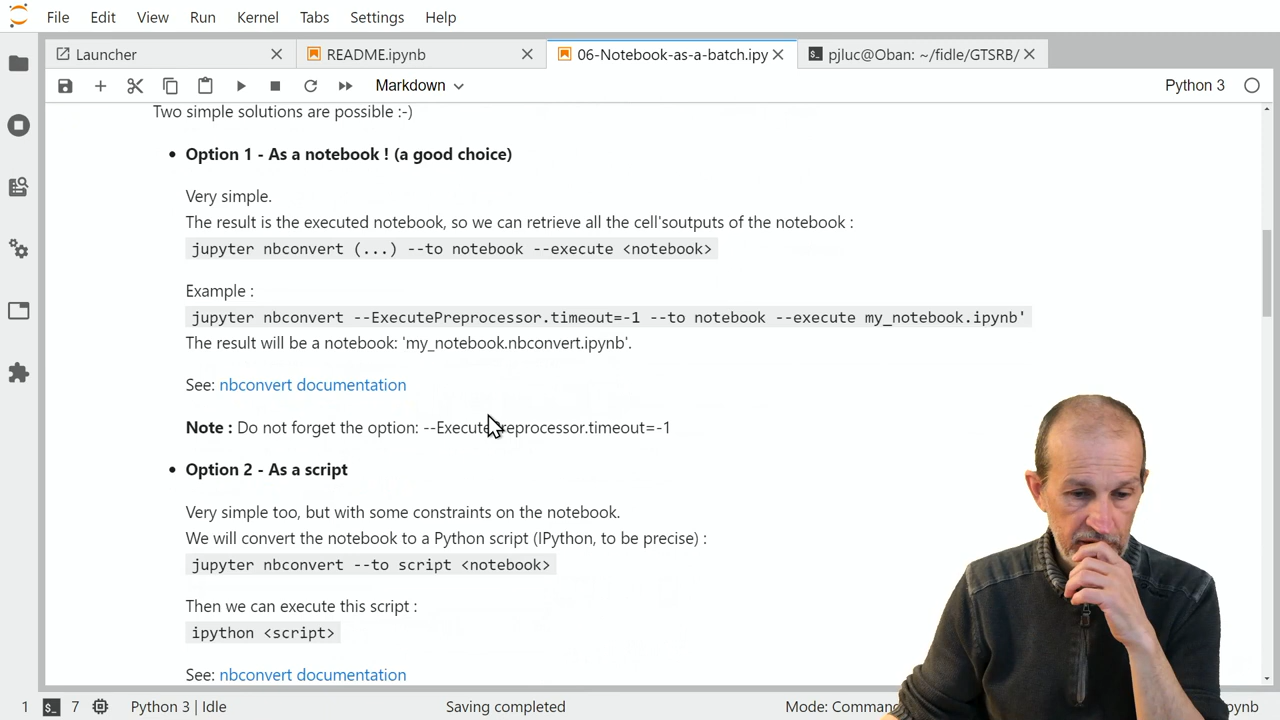 File Edit View Run Kernel Tabs Settings Help
Launcher
README.ipynb
06-Notebook-as-a-batch.ipy
pjluc@Oban: ~/fidle/GTSRB/
Markdown
Python 3
Two simple solutions are possible :-)
Option 1 - As a notebook ! (a good choice)
Very simple.
The result is the executed notebook, so we can retrieve all the cell'soutputs of the notebook :
jupyter nbconvert (...) --to notebook --execute <notebook>
Example :
jupyter nbconvert --ExecutePreprocessor.timeout=-1 --to notebook --execute my_notebook.ipynb'
The result will be a notebook: 'my_notebook.nbconvert.ipynb'.
See: nbconvert documentation
Note : Do not forget the option: --ExecutePreprocessor.timeout=-1
Option 2 - As a script
Very simple too, but with some constraints on the notebook.
We will convert the notebook to a Python script (IPython, to be precise) :
jupyter nbconvert --to script <notebook>
Then we can execute this script :
ipython <script>
See: nbconvert documentation
1 $_ 7 Python 3 | Idle Saving completed Mode: Comman ynb